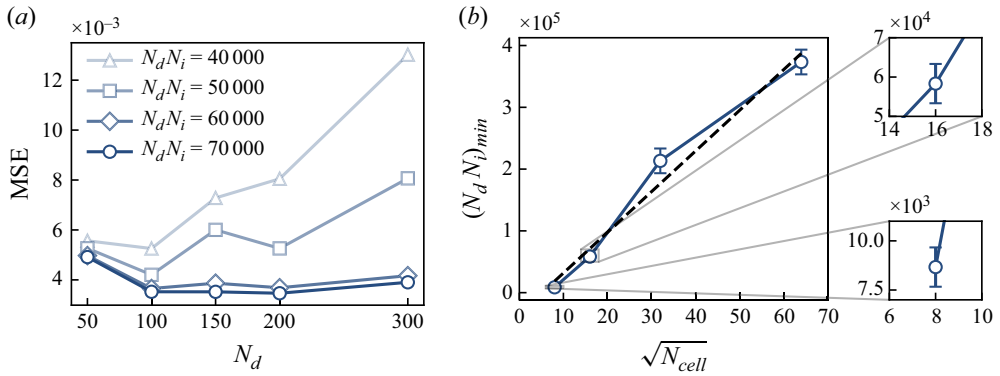 (a)
×10⁻³
N_d N_i = 40 000
N_d N_i = 50 000
N_d N_i = 60 000
N_d N_i = 70 000
12
10
8
6
4
MSE
50 100 150 200 300
N_d
(b)
×10⁵
4
3
2
1
0
(N_d N_i)_min
0 10 20 30 40 50 60 70
√N_cell
×10⁴
7
6
5
14 16 18
×10³
10.0
7.5
6 8 10